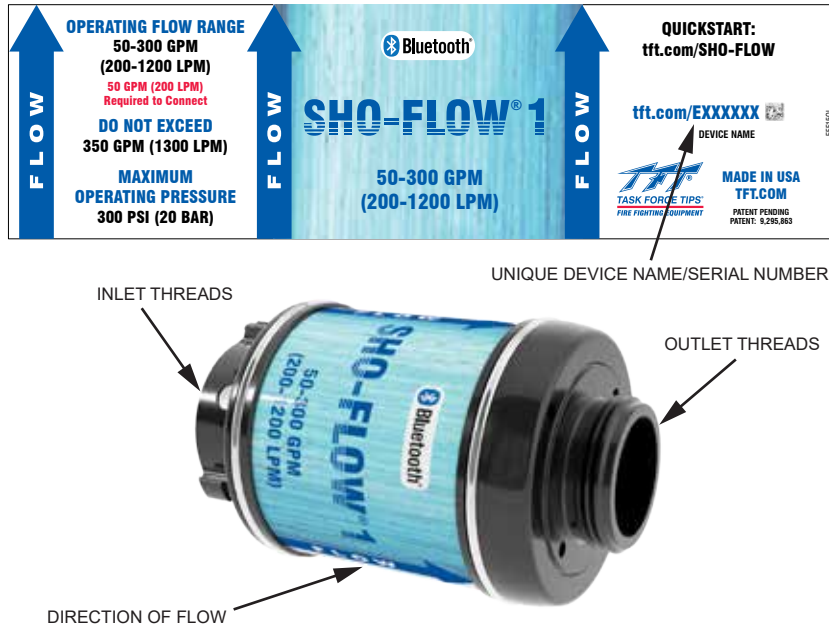 FLOW
OPERATING FLOW RANGE
50-300 GPM
(200-1200 LPM)
50 GPM (200 LPM)
Required to Connect
DO NOT EXCEED
350 GPM (1300 LPM)
MAXIMUM
OPERATING PRESSURE
300 PSI (20 BAR)
FLOW
Bluetooth®
SHO-FLOW® 1
50-300 GPM
(200-1200 LPM)
FLOW
QUICKSTART:
tft.com/SHO-FLOW
tft.com/EXXXXXX
DEVICE NAME
TFT®
TASK FORCE TIPS®
FIRE FIGHTING EQUIPMENT
MADE IN USA
TFT.COM
PATENT PENDING
PATENT: 9,295,863
UNIQUE DEVICE NAME/SERIAL NUMBER
INLET THREADS
OUTLET THREADS
SHO-FLOW® 1
50-300 GPM
(200-1200 LPM)
Bluetooth®
FLOW
DIRECTION OF FLOW